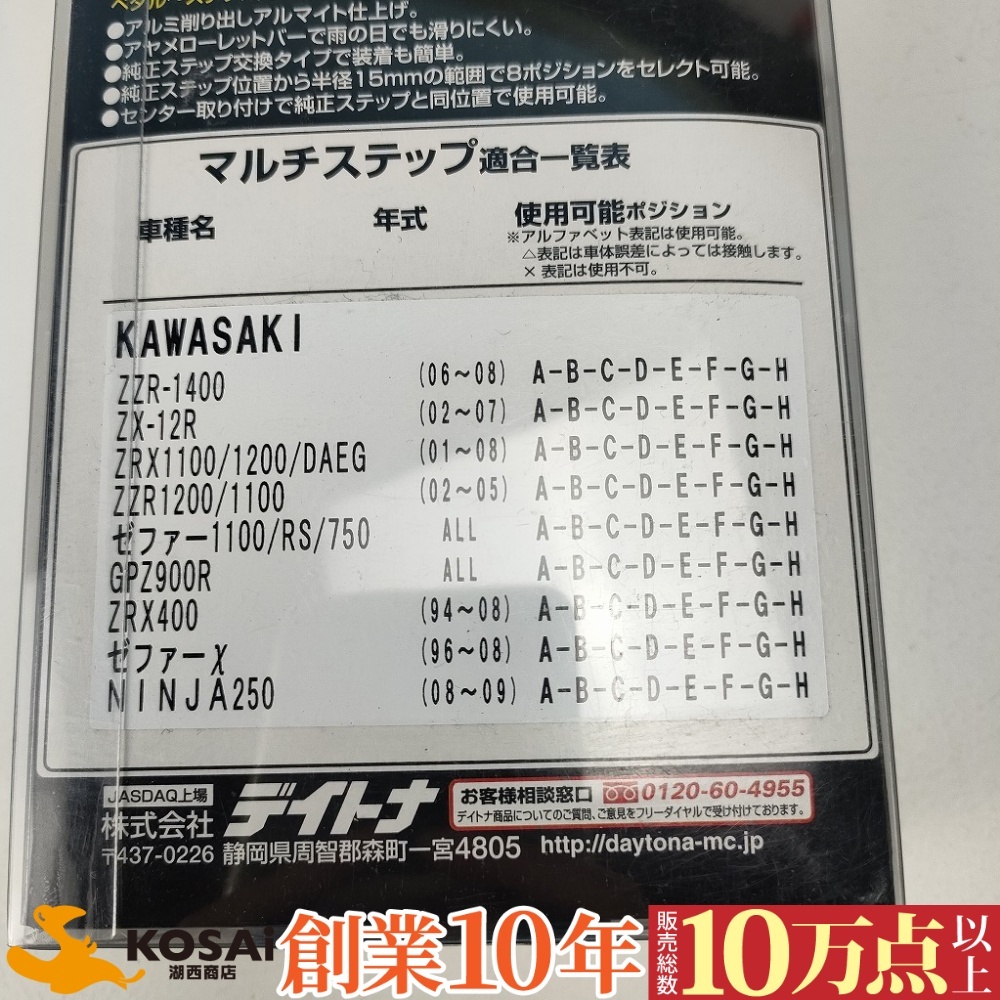 ●アルミ削り出しアルマイト仕上げ。
●アヤメローレットバーで雨の日でも滑りにくい。
●純正ステップ交換タイプで装着も簡単。
●純正ステップ位置から半径15mmの範囲で8ポジションをセレクト可能。
●センター取り付けで純正ステップと同位置で使用可能。
マルチステップ適合一覧表
車種名 年式 使用可能ポジション
※アルファベット表記は使用可能。
△表記は車体誤差によっては接触します。
× 表記は使用不可。
KAWASAKI
ZZR-1400 (06~08) A-B-C-D-E-F-G-H
ZX-12R (02~07) A-B-C-D-E-F-G-H
ZRX1100/1200/DAEG (01~08) A-B-C-D-E-F-G-H
ZZR1200/1100 (02~05) A-B-C-D-E-F-G-H
ゼファー1100/RS/750 ALL A-B-C-D-E-F-G-H
GPZ900R ALL A-B-C-D-E-F-G-H
ZRX400 (94~08) A-B-C-D-E-F-G-H
ゼファーχ (96~08) A-B-C-D-E-F-G-H
NINJA250 (08~09) A-B-C-D-E-F-G-H
JASDAQ上場
株式会社 デイトナ
お客様相談窓口 0120-60-4955
デイトナ商品についてのご質問、ご意見をフリーダイヤルで受け付けております。
〒437-0226 静岡県周智郡森町一宮4805 http://daytona-mc.jp
KOSAi
湖西商店
創業10年
販売総数 10万点以上